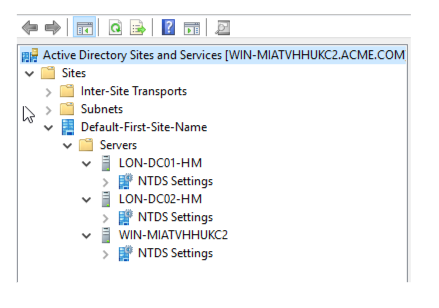 Active Directory Sites and Services [WIN-MIATVHHUKC2.ACME.COM
Sites
Inter-Site Transports
Subnets
Default-First-Site-Name
Servers
LON-DC01-HM
NTDS Settings
LON-DC02-HM
NTDS Settings
WIN-MIATVHHUKC2
NTDS Settings